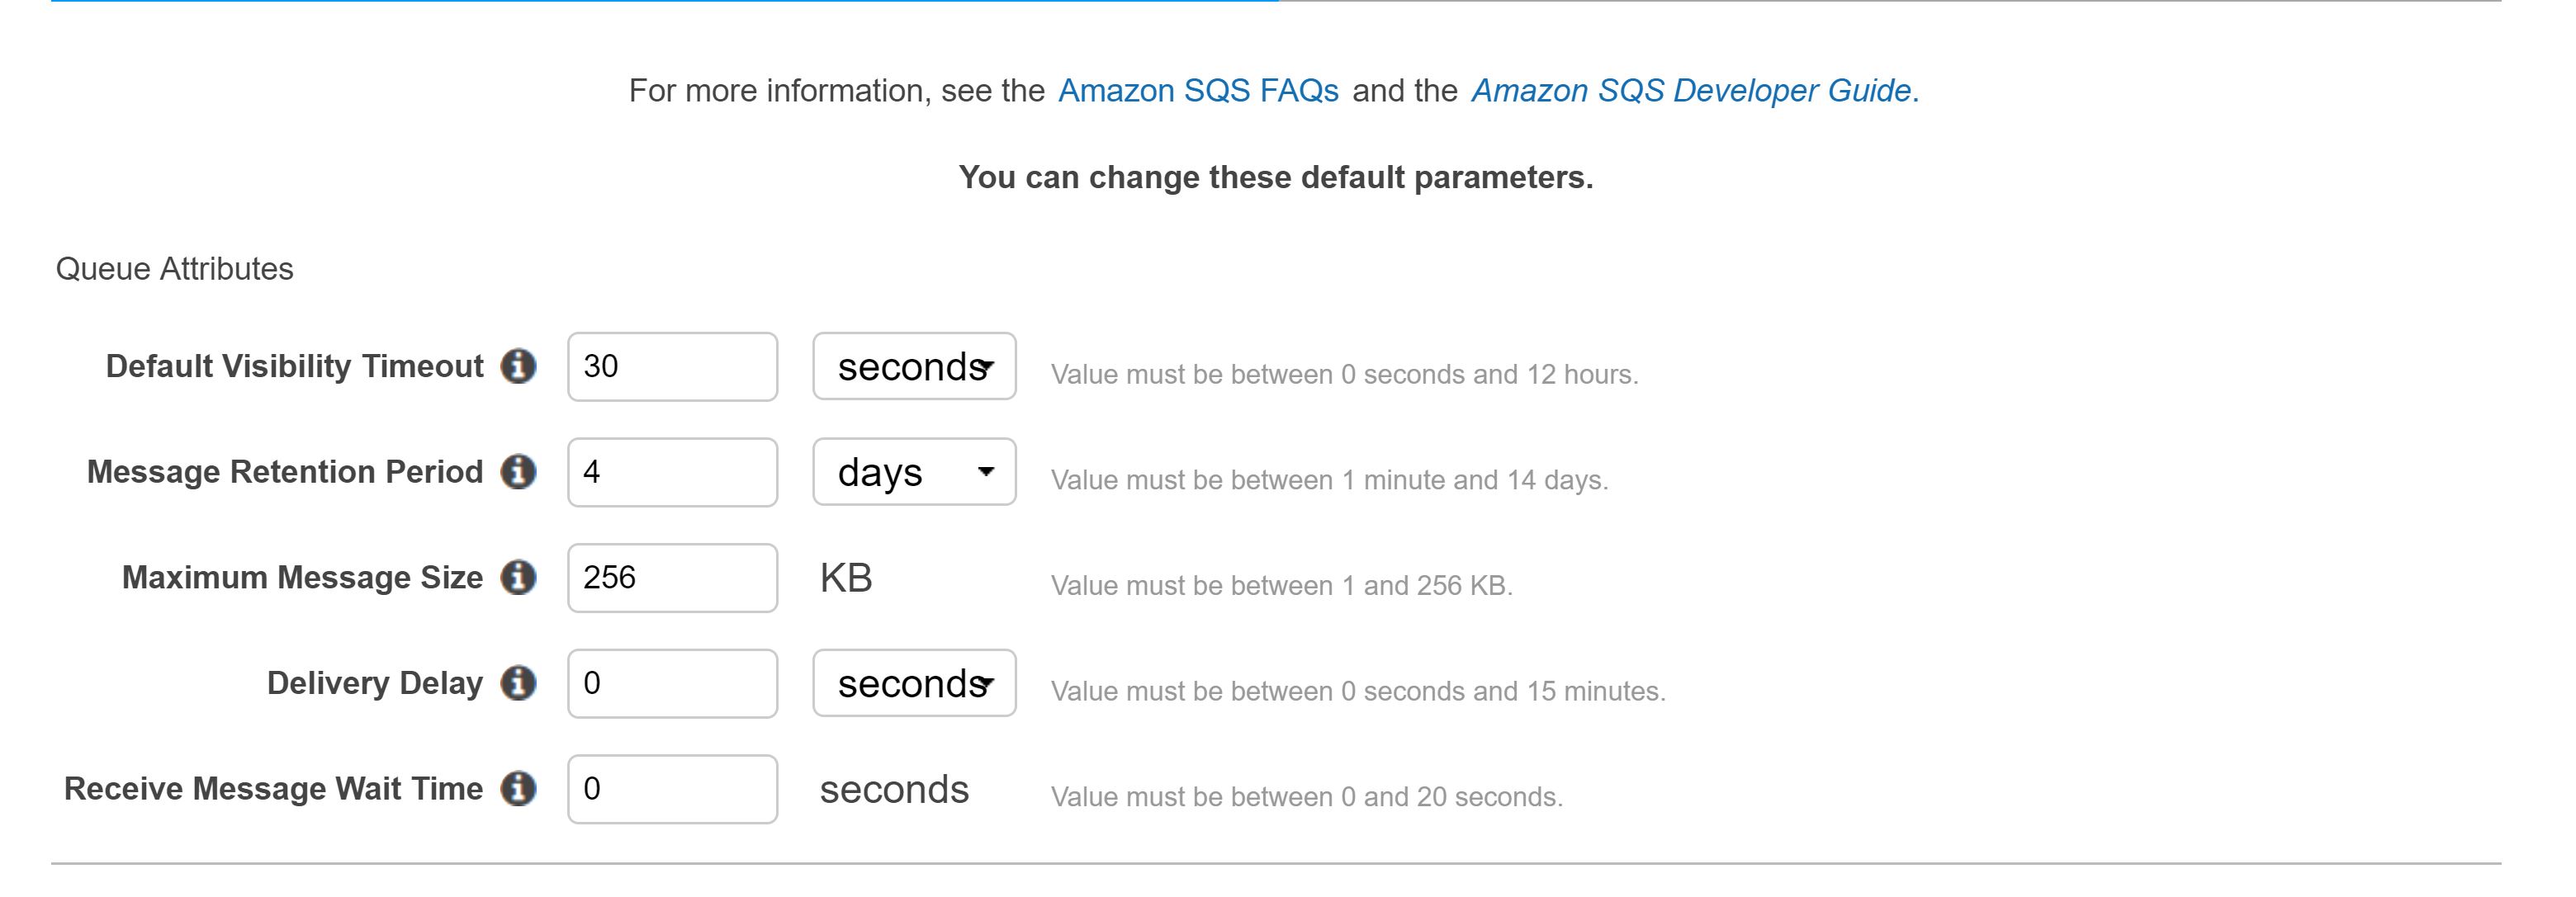 For more information, see the Amazon SQS FAQs and the Amazon SQS Developer Guide.
You can change these default parameters.
Queue Attributes
Default Visibility Timeout 30 seconds Value must be between 0 seconds and 12 hours.
Message Retention Period 4 days Value must be between 1 minute and 14 days.
Maximum Message Size 256 KB Value must be between 1 and 256 KB.
Delivery Delay 0 seconds Value must be between 0 seconds and 15 minutes.
Receive Message Wait Time 0 seconds Value must be between 0 and 20 seconds.